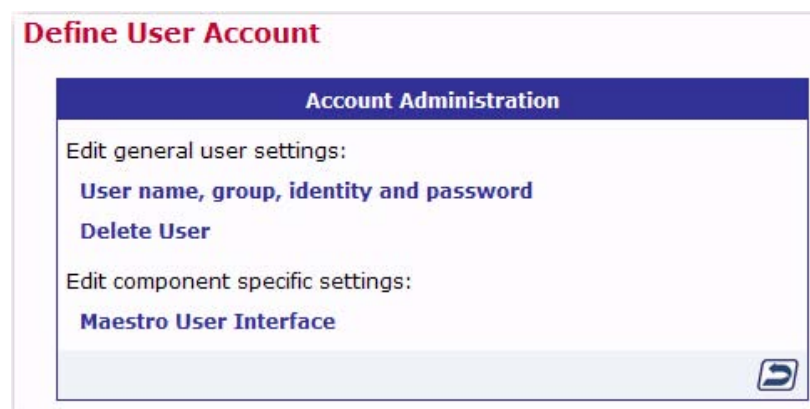 Define User Account
Account Administration
Edit general user settings:
User name, group, identity and password
Delete User
Edit component specific settings:
Maestro User Interface